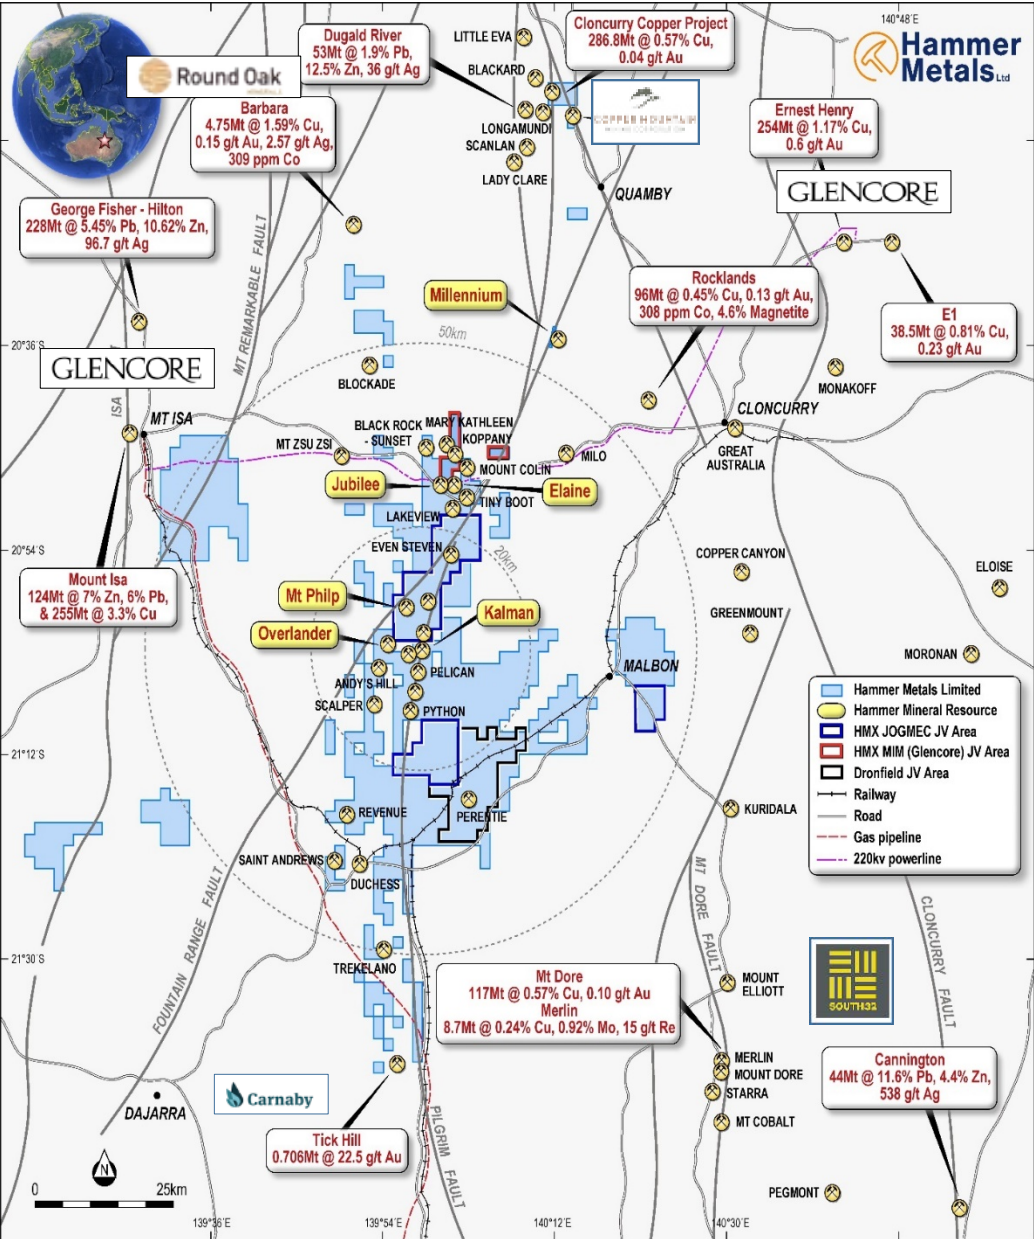 140°48´E
Hammer
Metals Ltd
Round Oak
Dugald River
53Mt @ 1.9% Pb,
12.5% Zn, 36 g/t Ag
LITTLE EVA
BLACKARD
Cloncurry Copper Project
286.8Mt @ 0.57% Cu,
0.04 g/t Au
COPPER MOUNTAIN
LONGAMUNDI
SCANLAN
LADY CLARE
QUAMBY
Barbara
4.75Mt @ 1.59% Cu,
0.15 g/t Au, 2.57 g/t Ag,
309 ppm Co
Ernest Henry
254Mt @ 1.17% Cu,
0.6 g/t Au
GLENCORE
George Fisher - Hilton
228Mt @ 5.45% Pb, 10.62% Zn,
96.7 g/t Ag
MT REMARKABLE FAULT
Millennium
Rocklands
96Mt @ 0.45% Cu, 0.13 g/t Au,
308 ppm Co, 4.6% Magnetite
E1
38.5Mt @ 0.81% Cu,
0.23 g/t Au
50km
20°36´S
GLENCORE
ISA
BLOCKADE
MONAKOFF
MT ISA
CLONCURRY
GREAT
AUSTRALIA
BLACK ROCK
- SUNSET
MARY KATHLEEN
KOPPANY
MT ZSU ZSI
MOUNT COLIN
MILO
Jubilee
Elaine
TINY BOOT
LAKEVIEW
EVEN STEVEN
20km
20°54´S
COPPER CANYON
ELOISE
Mount Isa
124Mt @ 7% Zn, 6% Pb,
& 255Mt @ 3.3% Cu
Mt Philp
Kalman
Overlander
GREENMOUNT
MORONAN
MALBON
PELICAN
ANDY'S HILL
SCALPER
PYTHON
Hammer Metals Limited
Hammer Mineral Resource
HMX JOGMEC JV Area
HMX MIM (Glencore) JV Area
Dronfield JV Area
Railway
Road
Gas pipeline
220kv powerline
21°12´S
REVENUE
PERENTIE
KURIDALA
SAINT ANDREWS
DUCHESS
MT DORE FAULT
CLONCURRY FAULT
FOUNTAIN RANGE FAULT
21°30´S
TREKELANO
Mt Dore
117Mt @ 0.57% Cu, 0.10 g/t Au
Merlin
8.7Mt @ 0.24% Cu, 0.92% Mo, 15 g/t Re
MOUNT
ELLIOTT
SOUTH32
MERLIN
MOUNT DORE
STARRA
MT COBALT
Cannington
44Mt @ 11.6% Pb, 4.4% Zn,
538 g/t Ag
Carnaby
DAJARRA
Tick Hill
0.706Mt @ 22.5 g/t Au
PILGRIM FAULT
N
0 25km
PEGMONT
139°36´E
139°54´E
140°12´E
140°30´E